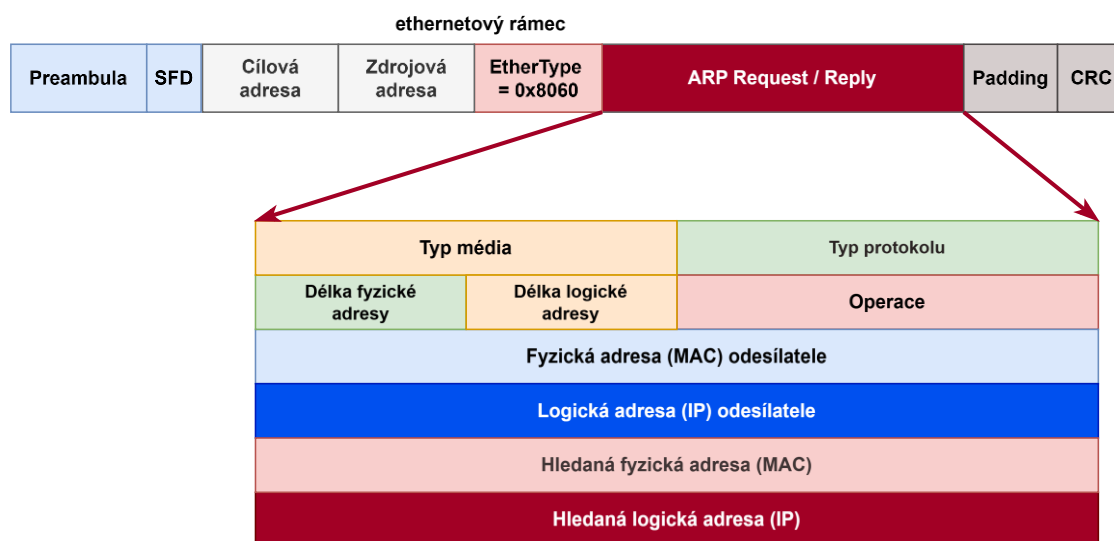 ethernetový rámec
Preambula
SFD
Cílová
adresa
Zdrojová
adresa
EtherType
= 0x8060
ARP Request / Reply
Padding
CRC
Typ média
Typ protokolu
Délka fyzické
adresy
Délka logické
adresy
Operace
Fyzická adresa (MAC) odesílatele
Logická adresa (IP) odesílatele
Hledaná fyzická adresa (MAC)
Hledaná logická adresa (IP)